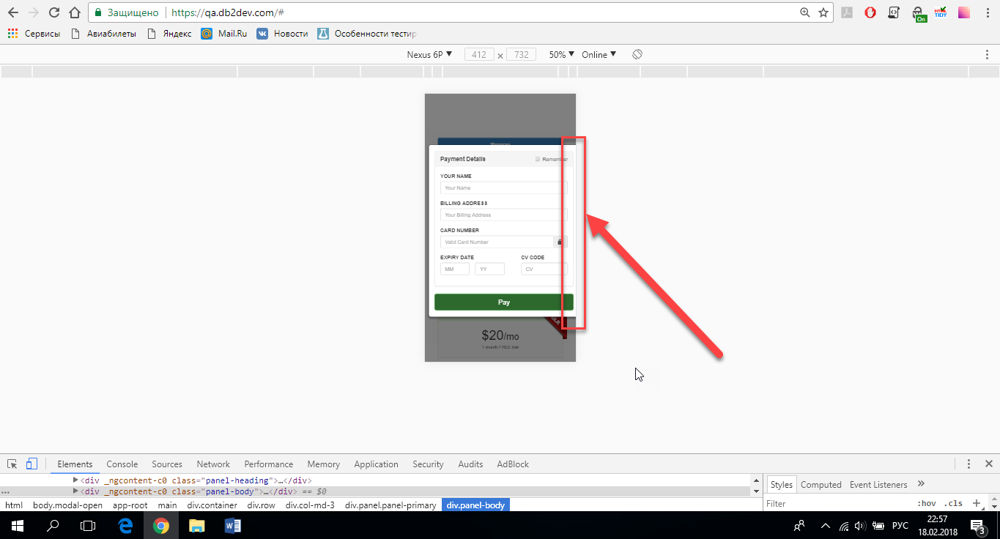 Защищено https://qa.db2dev.com/#
Сервисы Авиабилеты Яндекс Mail.Ru Новости Особенности тестир
On HTML TIDY
Nexus 6P ▼ 412 × 732 50% ▼ Online ▼
Payment Details Remember
YOUR NAME
Your Name
BILLING ADDRESS
Your Billing Address
CARD NUMBER
Valid Card Number
EXPIRY DATE CV CODE
MM YY CV
Pay
$20/mo
1 month FREE trial
Elements Console Sources Network Performance Memory Application Security Audits AdBlock
▶<div _ngcontent-c0 class="panel-heading">…</div>
… ▶<div _ngcontent-c0 class="panel-body">…</div> == $0
html body.modal-open app-root main div.container div.row div.col-md-3 div.panel.panel-primary div.panel-body
Styles Computed Event Listeners »
Filter :hov .cls +
РУС 22:57
18.02.2018 3